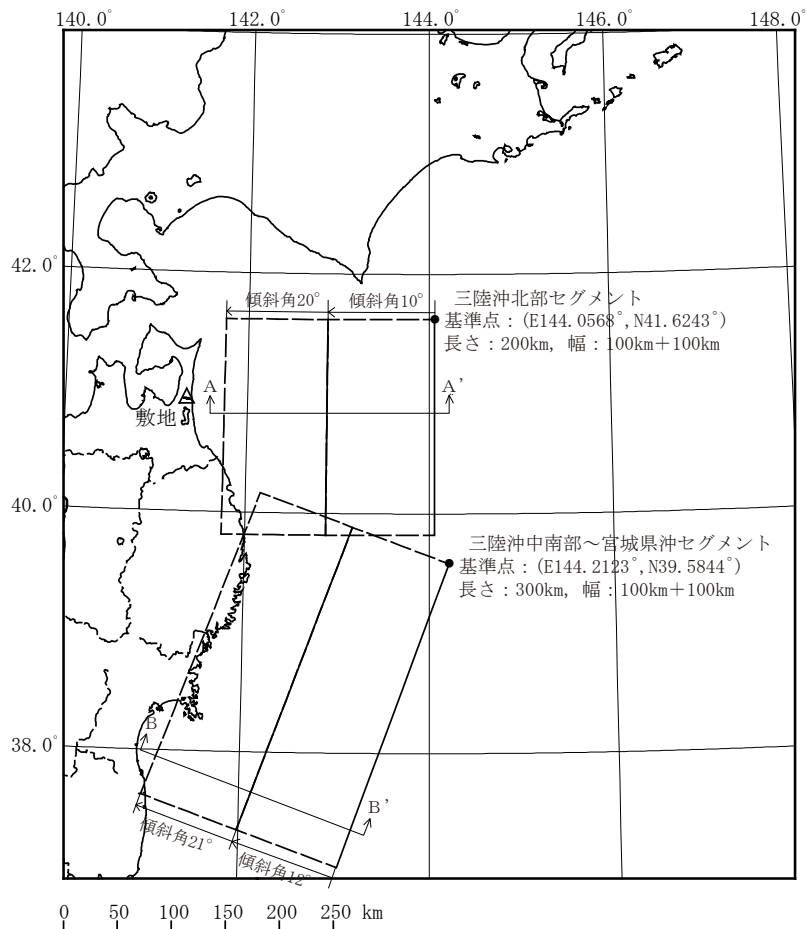 140.0° 142.0° 144.0° 146.0° 148.0°
42.0°
40.0°
38.0°
傾斜角20° 傾斜角10°
三陸沖北部セグメント
基準点：(E144.0568°,N41.6243°)
長さ：200km, 幅：100km＋100km
A A'
敷地
三陸沖中南部～宮城県沖セグメント
基準点：(E144.2123°,N39.5844°)
長さ：300km, 幅：100km＋100km
B
B'
傾斜角21°
傾斜角12°
0 50 100 150 200 250 km